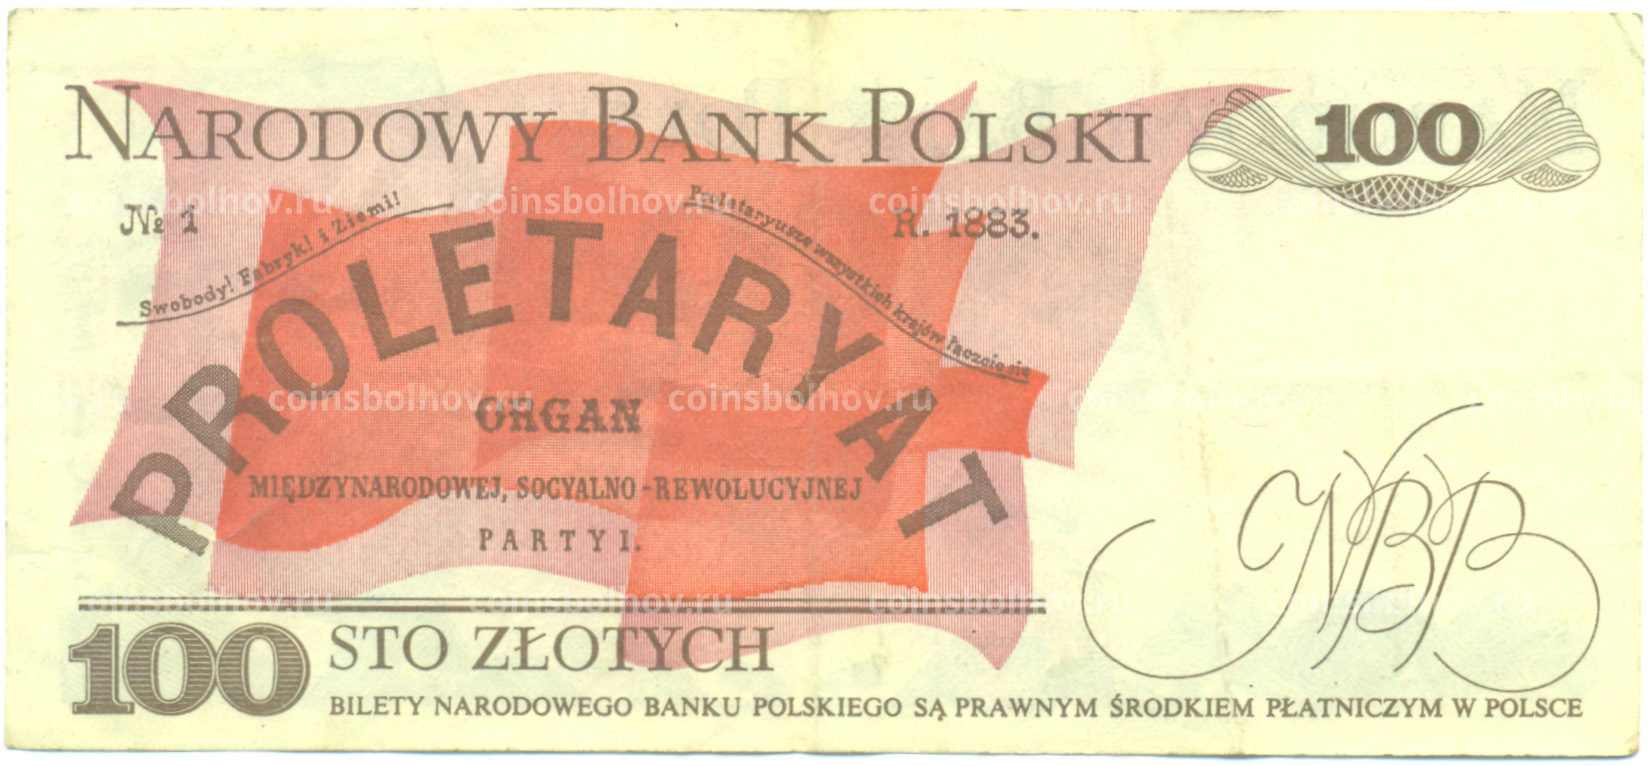 NARODOWY BANK POLSKI
100
№ 1
Swobody! Fabryk! i Ziemi!
Proletaryusze wszystkich krajów łączcie się
R. 1883.
PROLETARYAT
ORGAN
MIĘDZYNARODOWEJ, SOCYALNO-REWOLUCYJNEJ
PARTYI.
NBP
100 STO ZŁOTYCH
BILETY NARODOWEGO BANKU POLSKIEGO SĄ PRAWNYM ŚRODKIEM PŁATNICZYM W POLSCE
coinsbolhov.ru